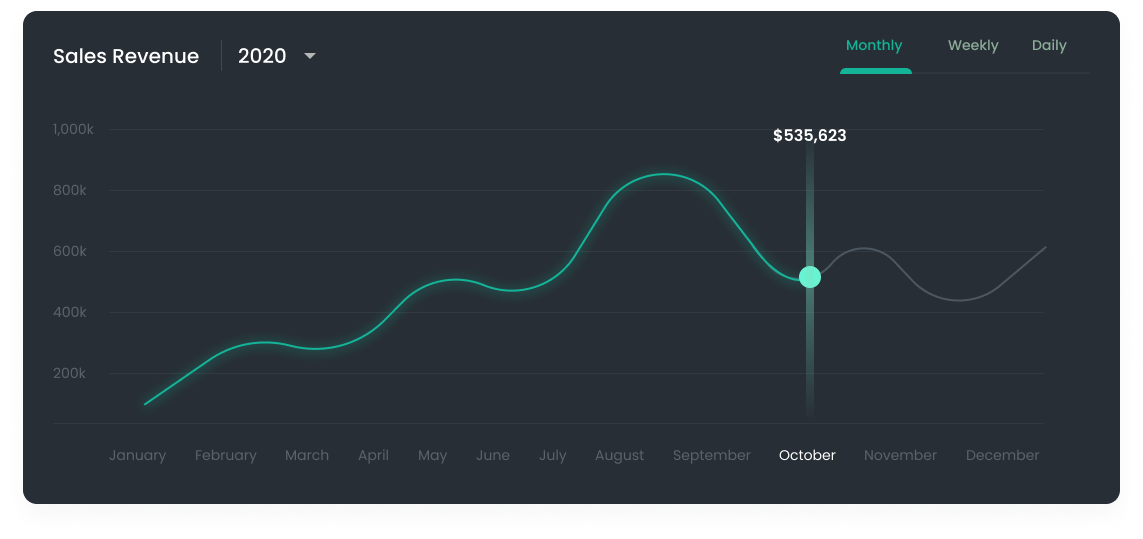 Sales Revenue 2020
Monthly Weekly Daily
1,000k
$535,623
800k
600k
400k
200k
January February March April May June July August September October November December